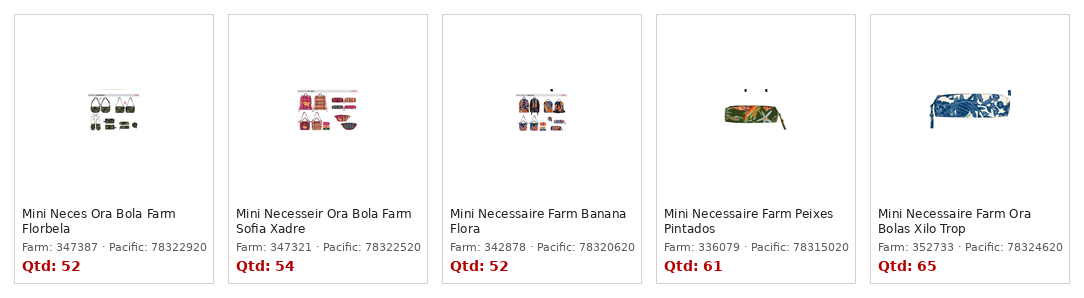 Mini Neces Ora Bola Farm
Florbela
Farm: 347387 · Pacific: 78322920
Qtd: 52
Mini Necesseir Ora Bola Farm
Sofia Xadre
Farm: 347321 · Pacific: 78322520
Qtd: 54
Mini Necessaire Farm Banana
Flora
Farm: 342878 · Pacific: 78320620
Qtd: 52
Mini Necessaire Farm Peixes
Pintados
Farm: 336079 · Pacific: 78315020
Qtd: 61
Mini Necessaire Farm Ora
Bolas Xilo Trop
Farm: 352733 · Pacific: 78324620
Qtd: 65